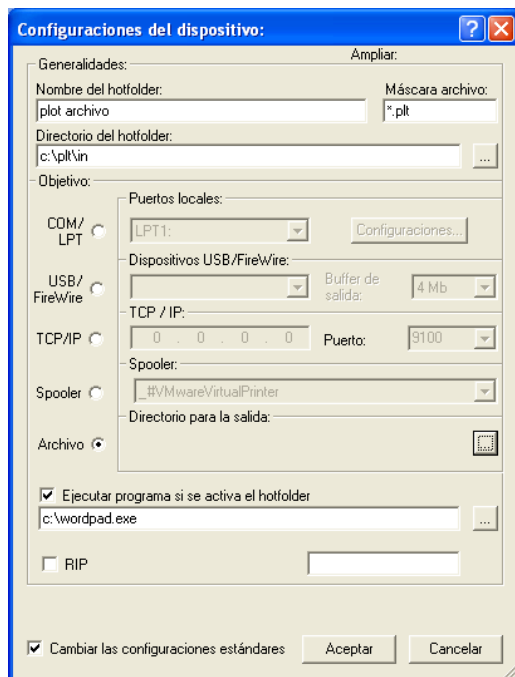 Configuraciones del dispositivo:
Ampliar:
Generalidades:
Nombre del hotfolder: Máscara archivo:
plot archivo *.plt
Directorio del hotfolder:
c:\plt\in ...
Objetivo:
Puertos locales:
COM/ LPT LPT1: Configuraciones...
Dispositivos USB/FireWire:
USB/ FireWire Buffer de salida: 4 Mb
TCP / IP:
TCP/IP 0 . 0 . 0 . 0 Puerto: 9100
Spooler:
Spooler _#VMwareVirtualPrinter
Directorio para la salida:
Archivo ...
Ejecutar programa si se activa el hotfolder
c:\wordpad.exe ...
RIP
Cambiar las configuraciones estándares Aceptar Cancelar